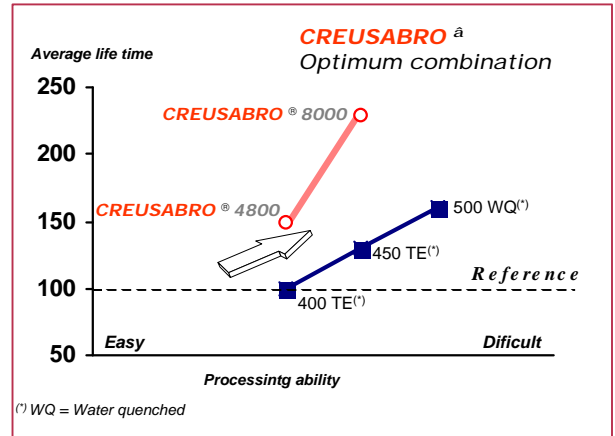 CREUSABRO â
Optimum combination
Average life time
250
CREUSABRO ® 8000
200
CREUSABRO ® 4800
150
500 WQ(*)
450 TE(*)
Reference
100
400 TE(*)
50
Easy
Dificult
Processintg ability
(*) WQ = Water quenched